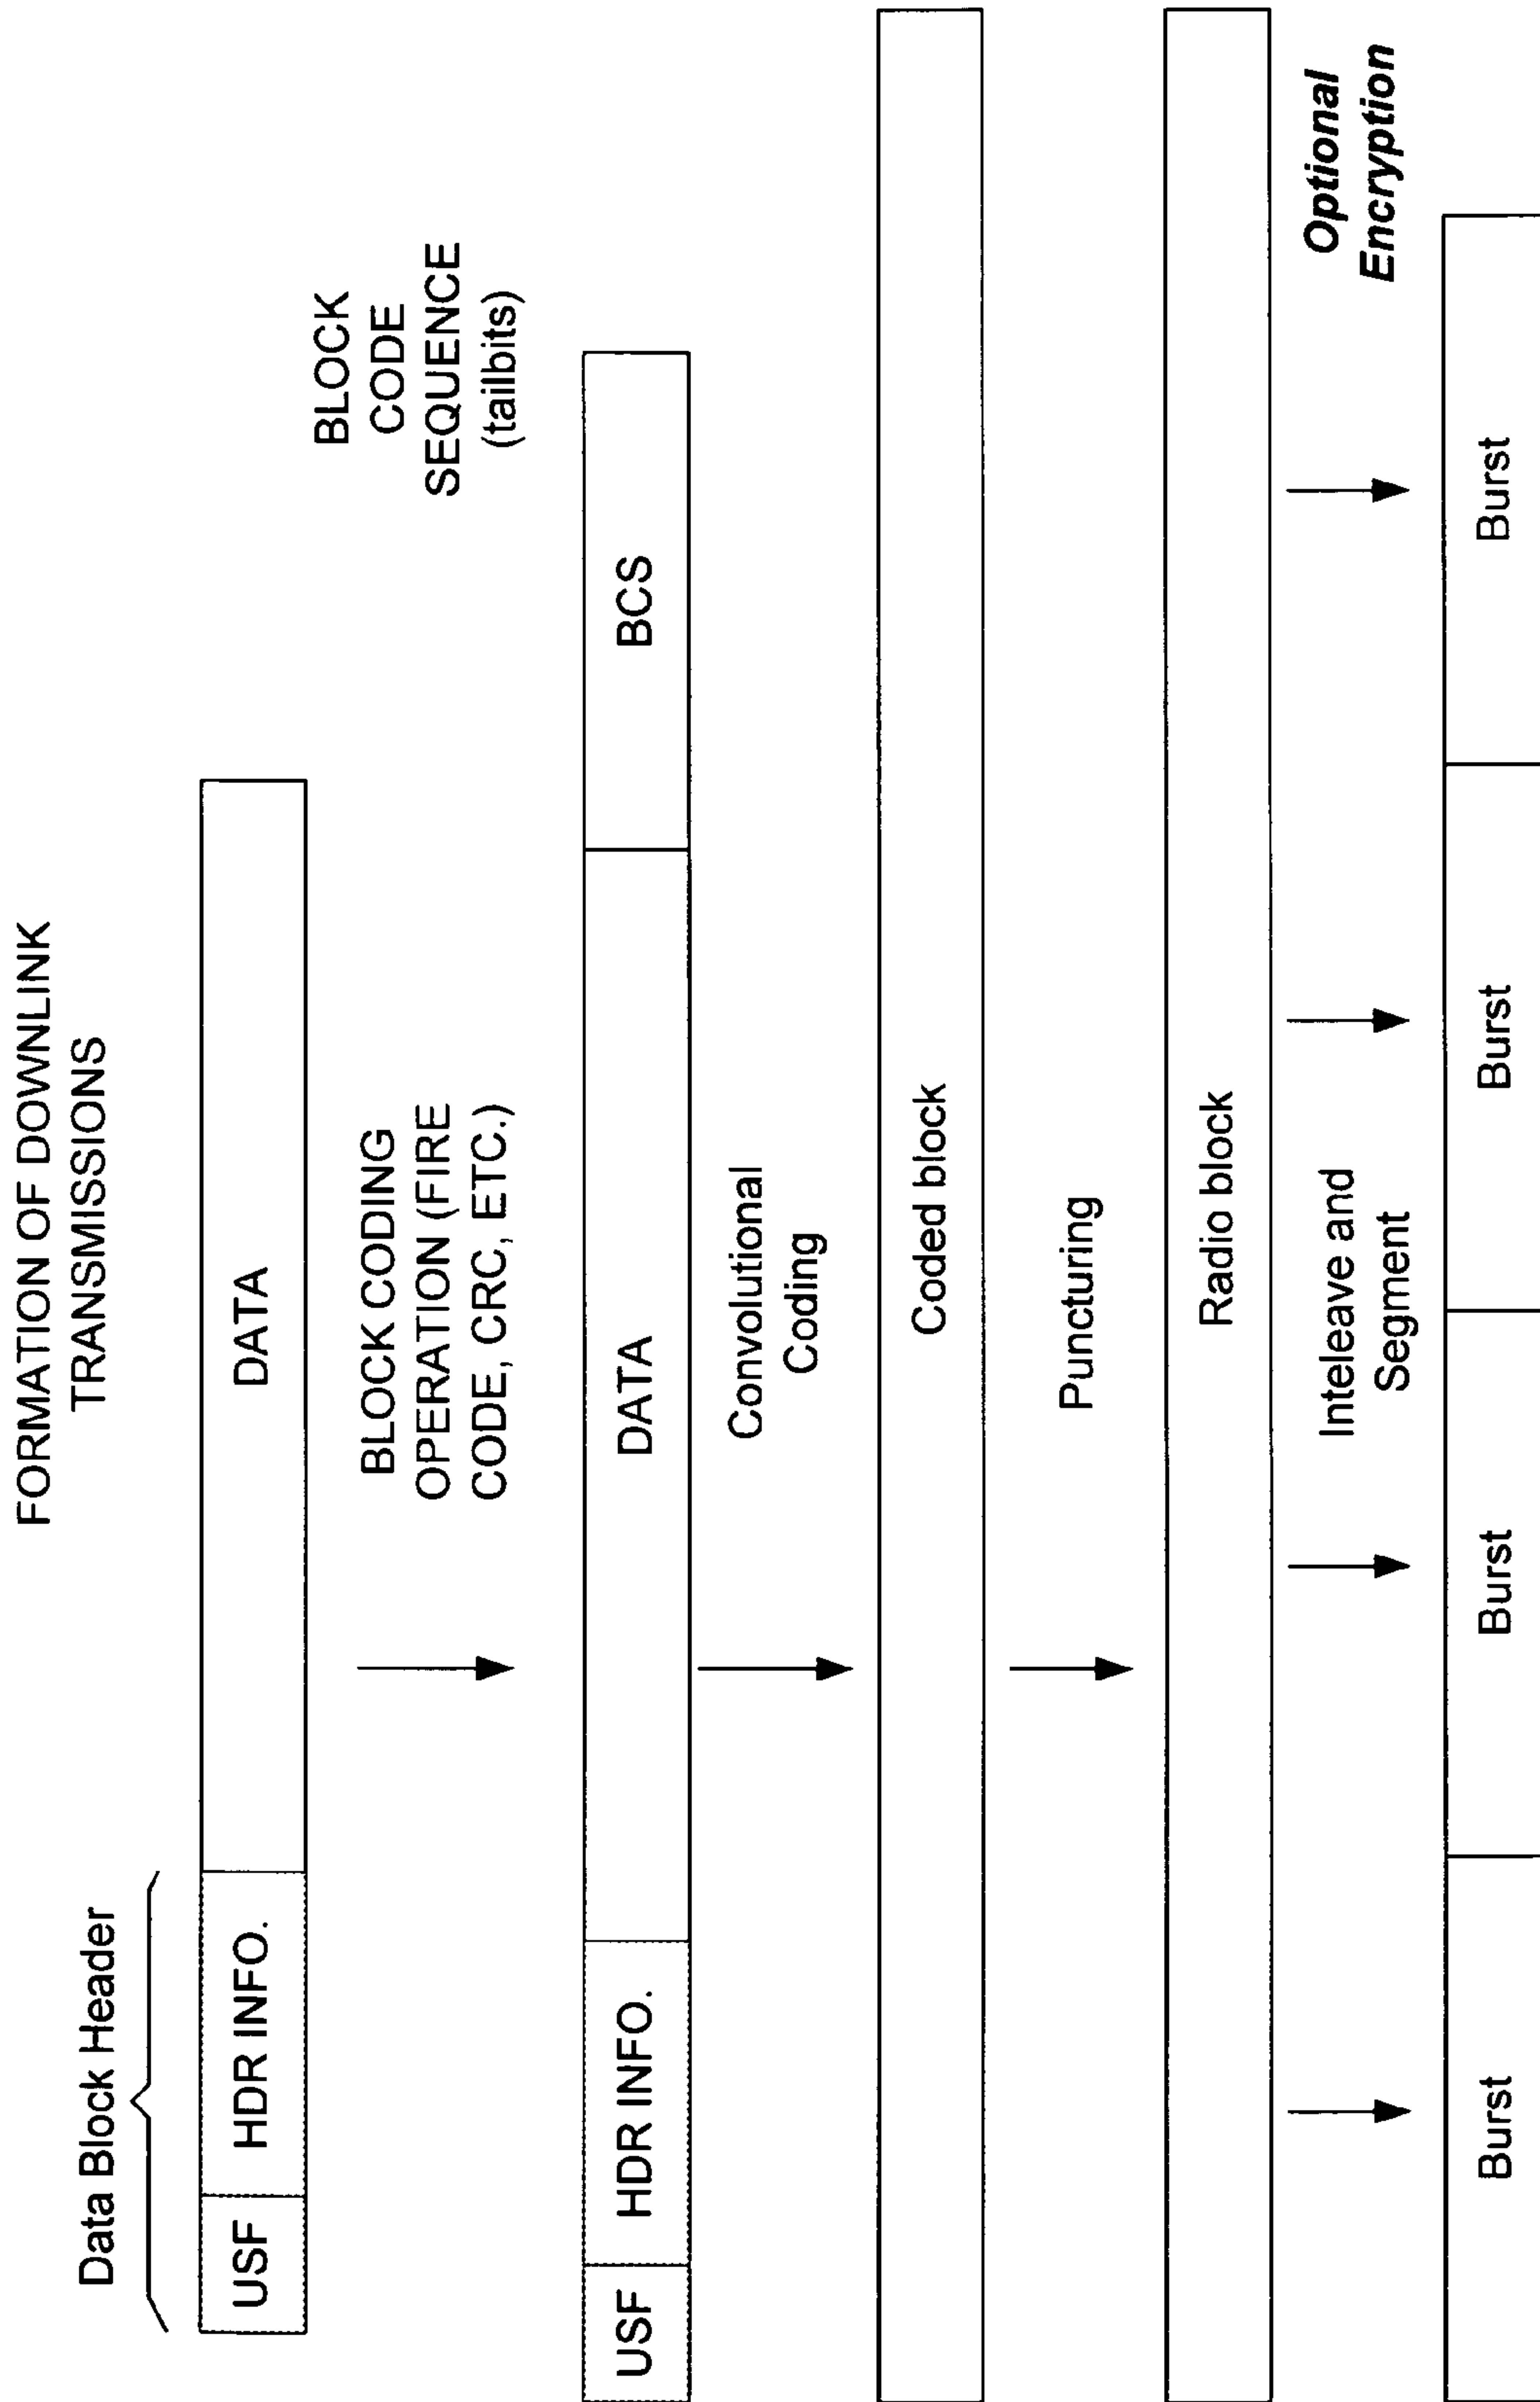 FORMATION OF DOWNLINK
TRANSMISSIONS
Data Block Header
USF
HDR INFO.
DATA
BLOCK CODING
OPERATION (FIRE
CODE, CRC, ETC.)
BLOCK
CODE
SEQUENCE
(tailbits)
USF
HDR INFO.
DATA
BCS
Convolutional
Coding
Coded block
Puncturing
Radio block
Inteleave and
Segment
Optional
Encryption
Burst
Burst
Burst
Burst